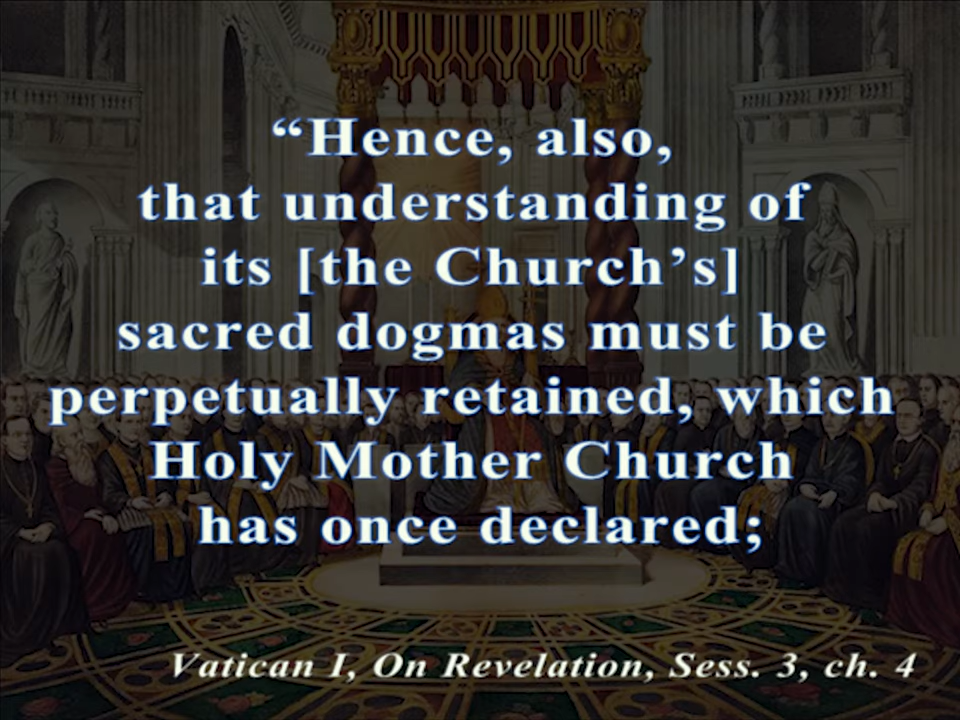 “Hence, also,
that understanding of
its [the Church’s]
sacred dogmas must be
perpetually retained, which
Holy Mother Church
has once declared;
Vatican I, On Revelation, Sess. 3, ch. 4